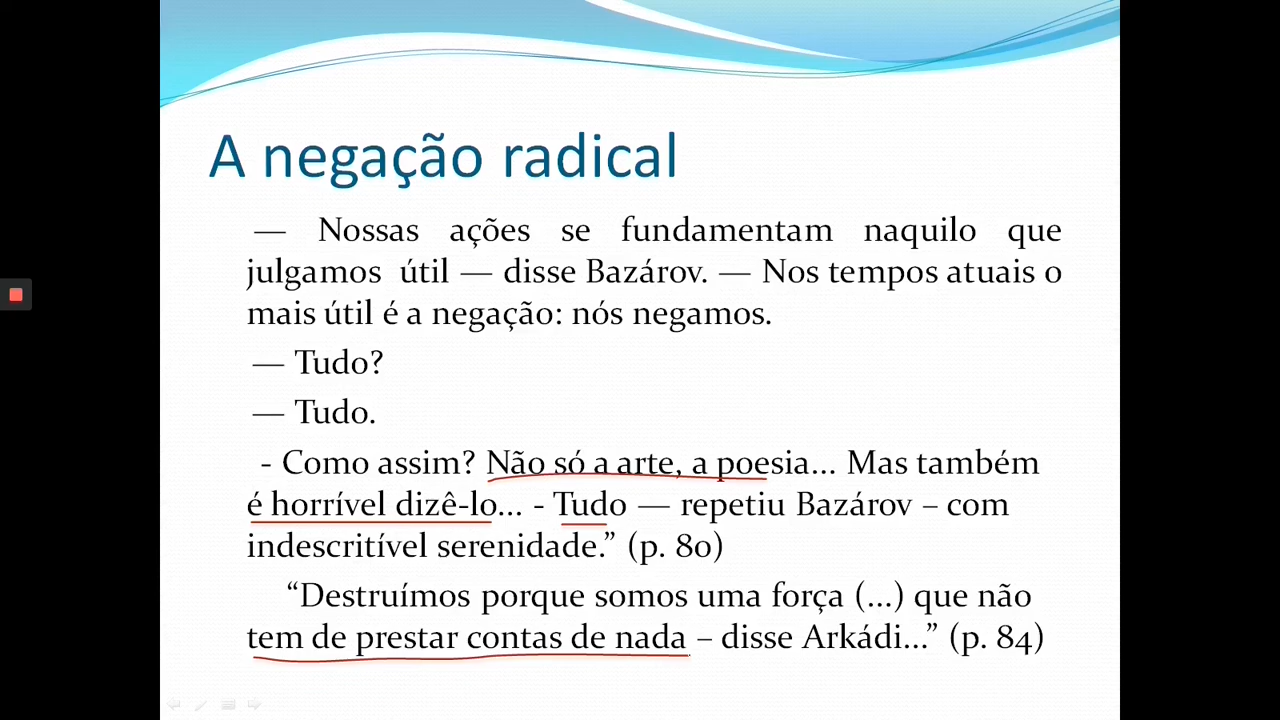 A negação radical
— Nossas ações se fundamentam naquilo que
julgamos útil — disse Bazárov. — Nos tempos atuais o
mais útil é a negação: nós negamos.
— Tudo?
— Tudo.
- Como assim? Não só a arte, a poesia... Mas também
é horrível dizê-lo... - Tudo — repetiu Bazárov – com
indescritível serenidade.” (p. 80)
“Destruímos porque somos uma força (...) que não
tem de prestar contas de nada – disse Arkádi...” (p. 84)